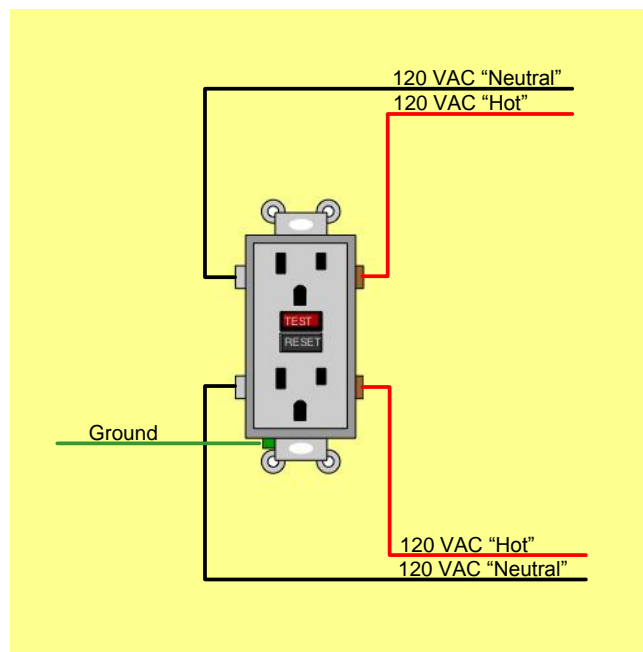 120 VAC “Neutral”
120 VAC “Hot”
TEST
RESET
Ground
120 VAC “Hot”
120 VAC “Neutral”